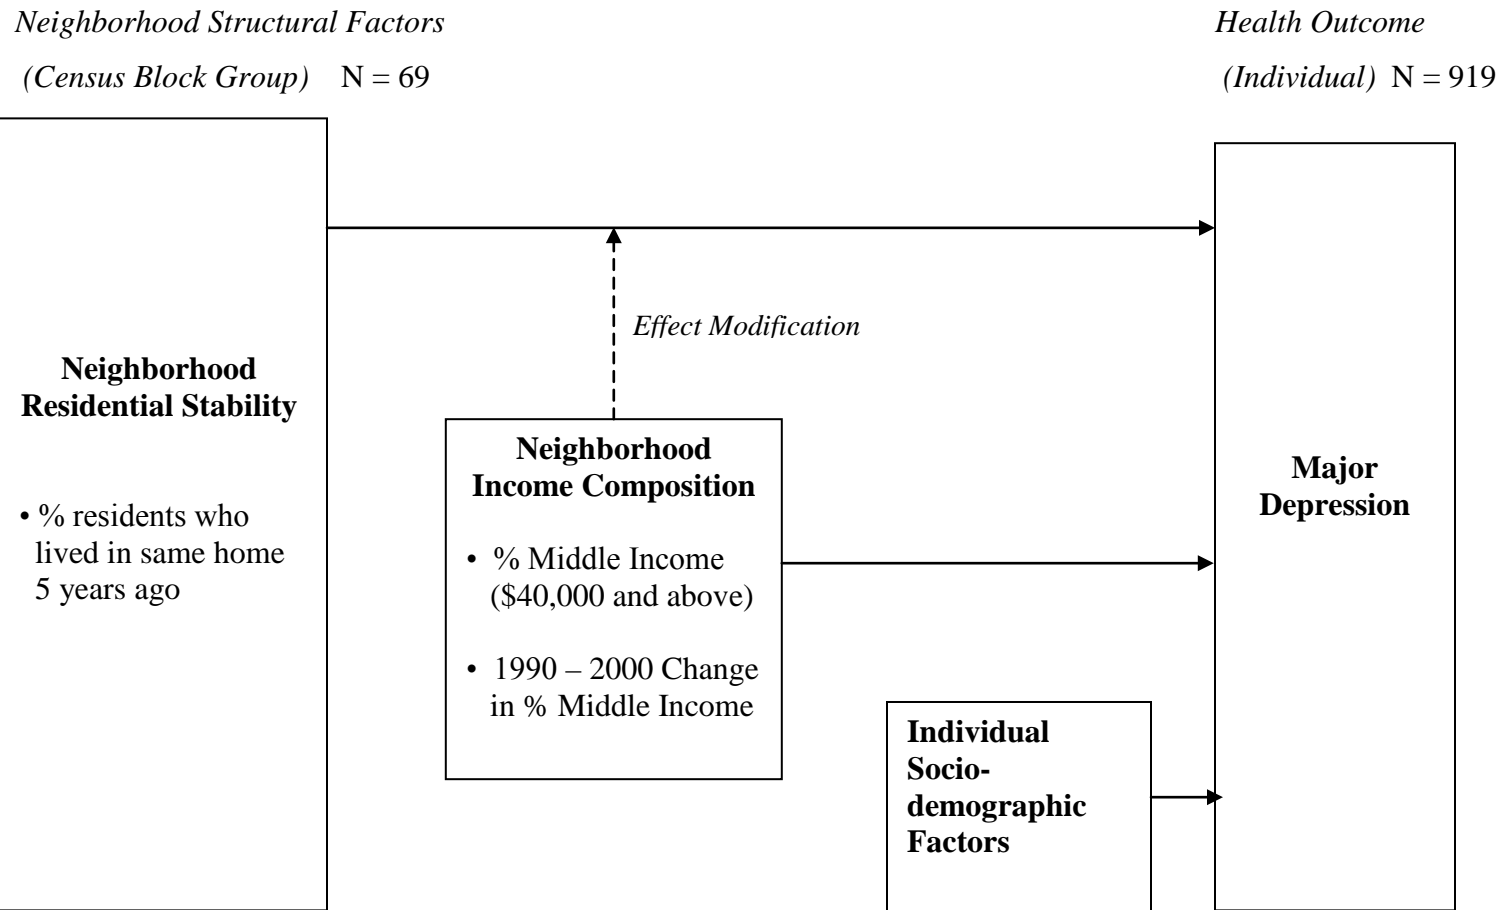 Neighborhood Structural Factors
(Census Block Group) N = 69
Health Outcome
(Individual) N = 919
Neighborhood
Residential Stability
• % residents who
lived in same home
5 years ago
Effect Modification
Neighborhood
Income Composition
• % Middle Income
($40,000 and above)
• 1990 – 2000 Change
in % Middle Income
Individual
Socio-
demographic
Factors
Major
Depression